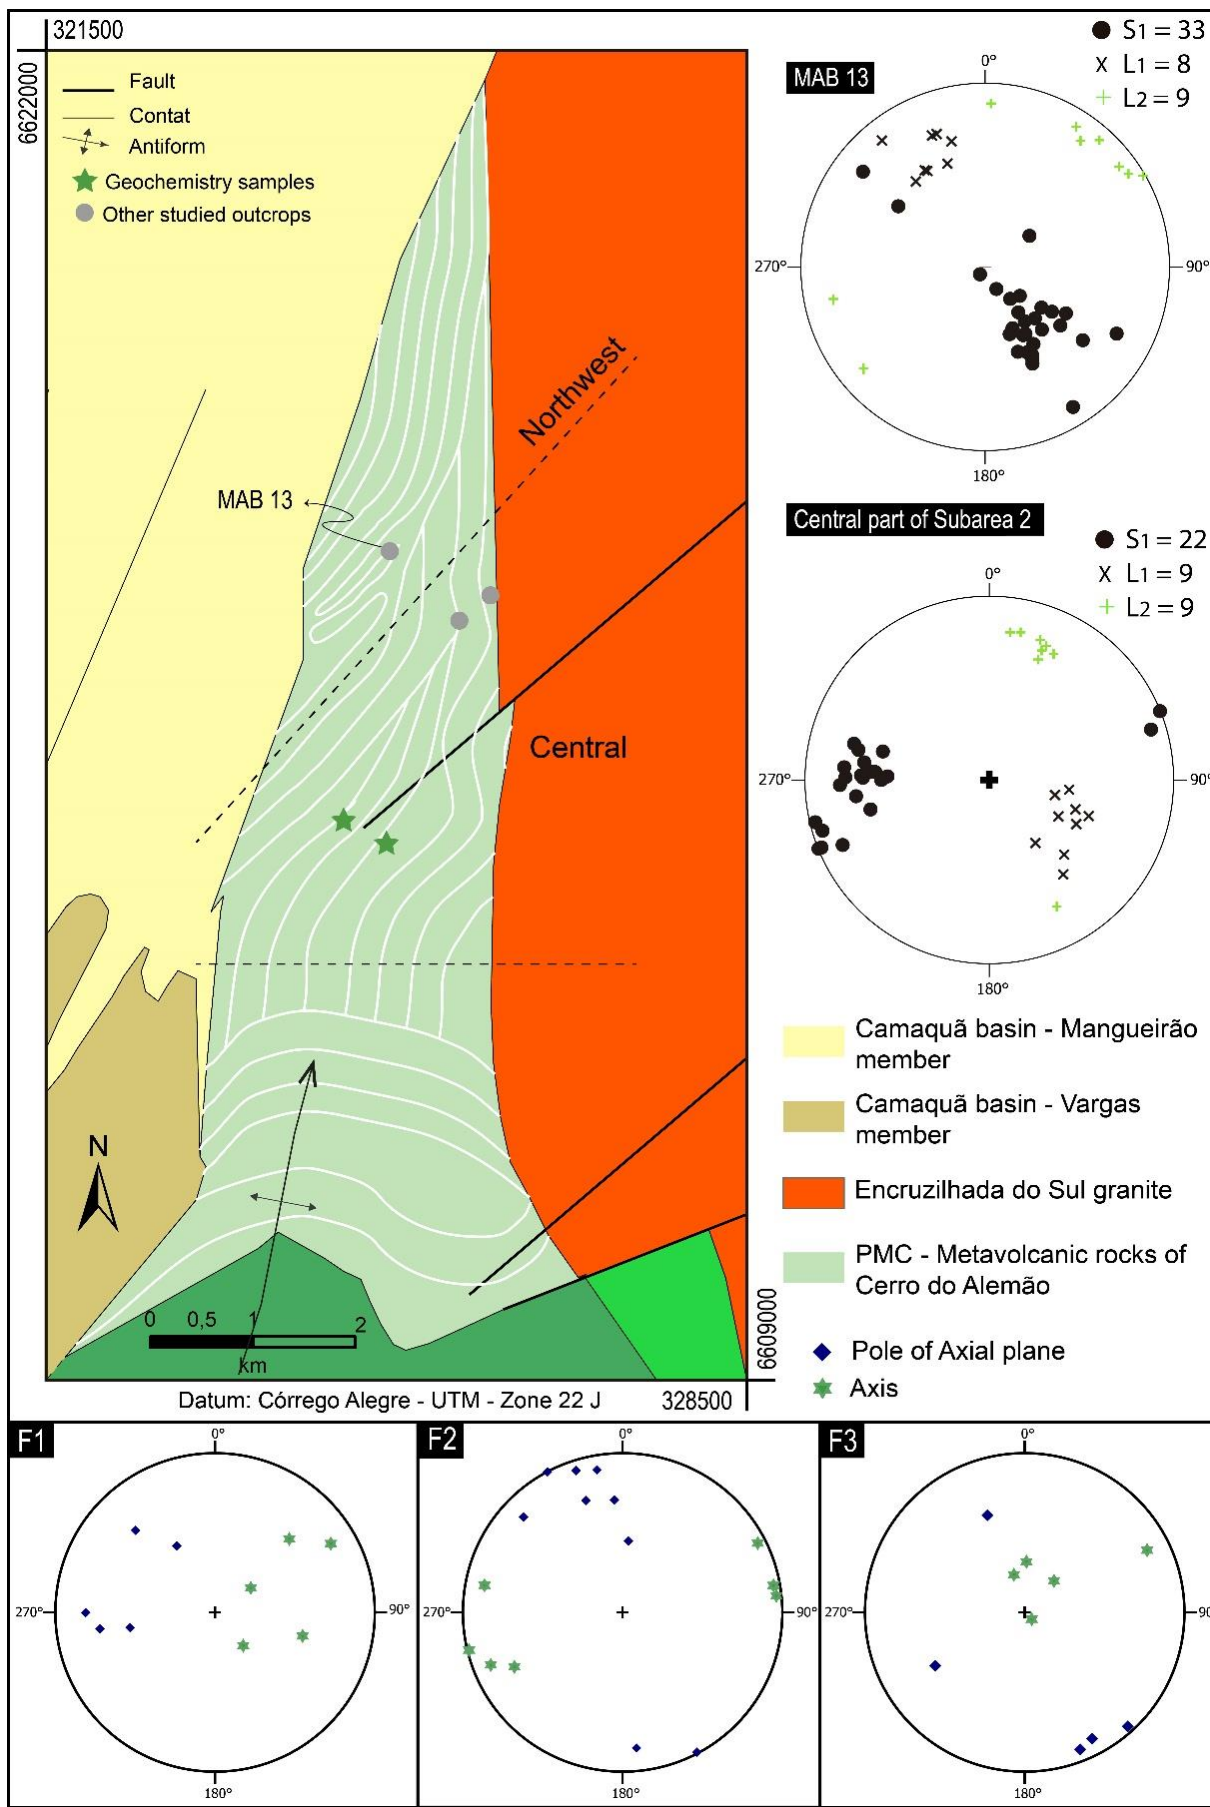 321500
6622000
Fault
Contat
Antiform
Geochemistry samples
Other studied outcrops
MAB 13
Northwest
Central
N
0 0,5 1 2
km
6609000
Datum: Córrego Alegre - UTM - Zone 22 J 328500
MAB 13
S1 = 33
L1 = 8
L2 = 9
0°
270°
90°
180°
Central part of Subarea 2
S1 = 22
L1 = 9
L2 = 9
0°
270°
90°
180°
Camaquã basin - Mangueirão
member
Camaquã basin - Vargas
member
Encruzilhada do Sul granite
PMC - Metavolcanic rocks of
Cerro do Alemão
Pole of Axial plane
Axis
F1
0°
270°
90°
180°
F2
0°
270°
90°
180°
F3
0°
270°
90
180°